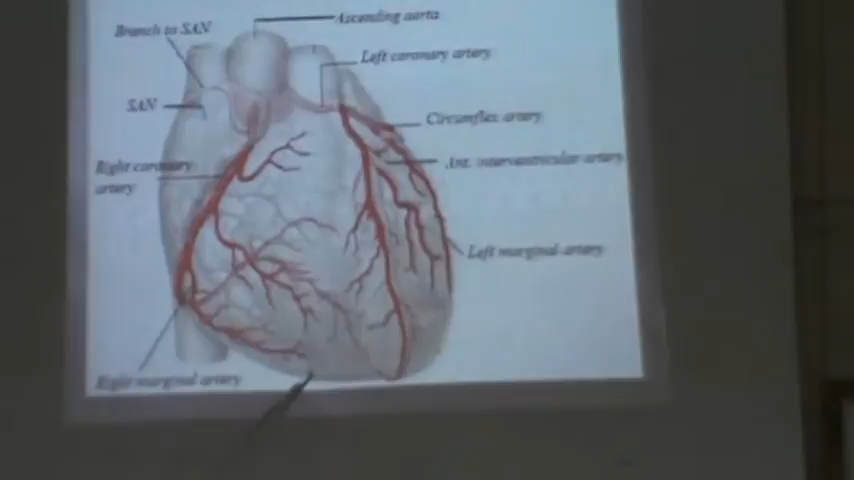 Ascending aorta
Branch to SAN
Left coronary artery
SAN
Circumflex artery
Ant. interventricular artery
Right coronary
artery
Left marginal artery
Right marginal artery